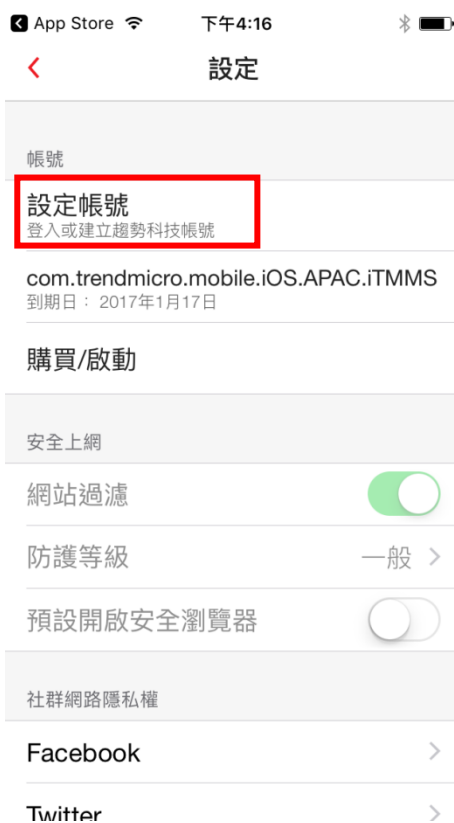 App Store 下午4:16
設定
帳號
設定帳號
登入或建立趨勢科技帳號
com.trendmicro.mobile.iOS.APAC.iTMMS
到期日： 2017年1月17日
購買/啟動
安全上網
網站過濾
防護等級 一般
預設開啟安全瀏覽器
社群網路隱私權
Facebook
Twitter